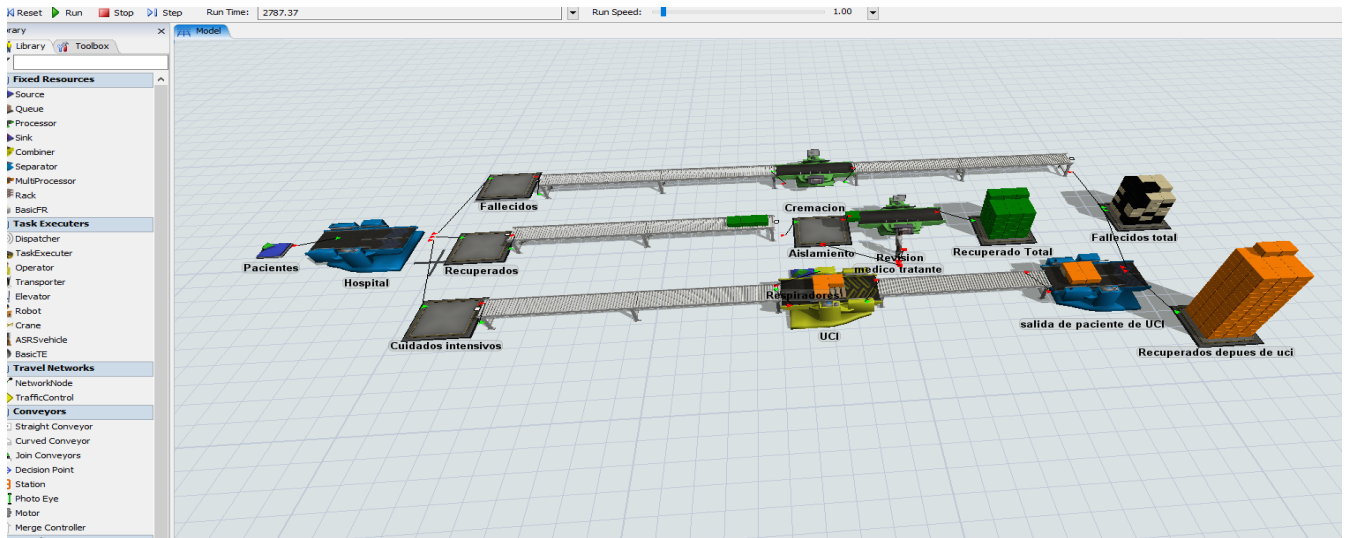 Reset Run Stop Step Run Time: 2787.37 Run Speed: 1.00
Model
Library Toolbox
Fixed Resources
Source
Queue
Processor
Sink
Combiner
Separator
MultiProcessor
Rack
BasicFR
Task Executers
Dispatcher
TaskExecuter
Operator
Transporter
Elevator
Robot
Crane
ASRSvehicle
BasicTE
Travel Networks
NetworkNode
TrafficControl
Conveyors
Straight Conveyor
Curved Conveyor
Join Conveyors
Decision Point
Station
Photo Eye
Motor
Merge Controller
Pacientes
Hospital
Fallecidos
Recuperados
Cuidados intensivos
Cremacion
Aislamiento
Revision
medico tratante
Recuperado Total
Fallecidos total
Respiradores
UCI
salida de paciente de UCI
Recuperados depues de uci